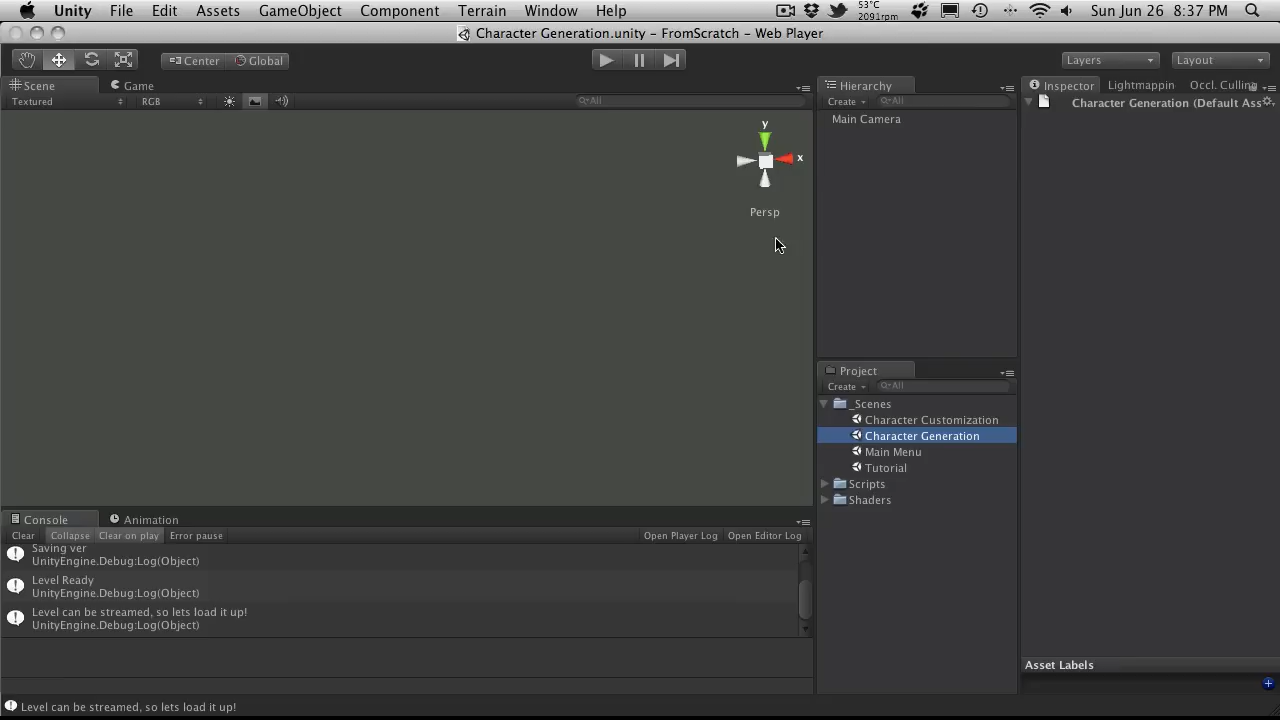 Unity File Edit Assets GameObject Component Terrain Window Help 53°C 2091rpm Sun Jun 26 8:37 PM
Character Generation.unity - FromScratch - Web Player
Center Global Layers Layout
Scene Game
Textured RGB All
y
x
Persp
Hierarchy
Create All
Main Camera
Inspector Lightmappin Occl. Culling
Character Generation (Default Ass
Project
Create All
_Scenes
Character Customization
Character Generation
Main Menu
Tutorial
Scripts
Shaders
Console Animation
Clear Collapse Clear on play Error pause Open Player Log Open Editor Log
Saving ver
UnityEngine.Debug:Log(Object)
Level Ready
UnityEngine.Debug:Log(Object)
Level can be streamed, so lets load it up!
UnityEngine.Debug:Log(Object)
Asset Labels
Level can be streamed, so lets load it up!